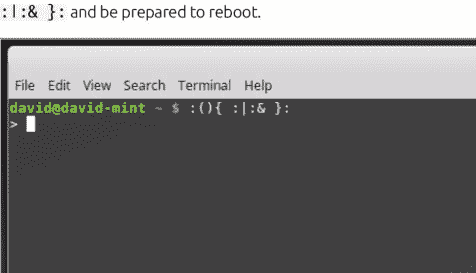 :|:& }: and be prepared to reboot.
File Edit View Search Terminal Help
david@david-mint ~ $ :(){ :|:& }:
>